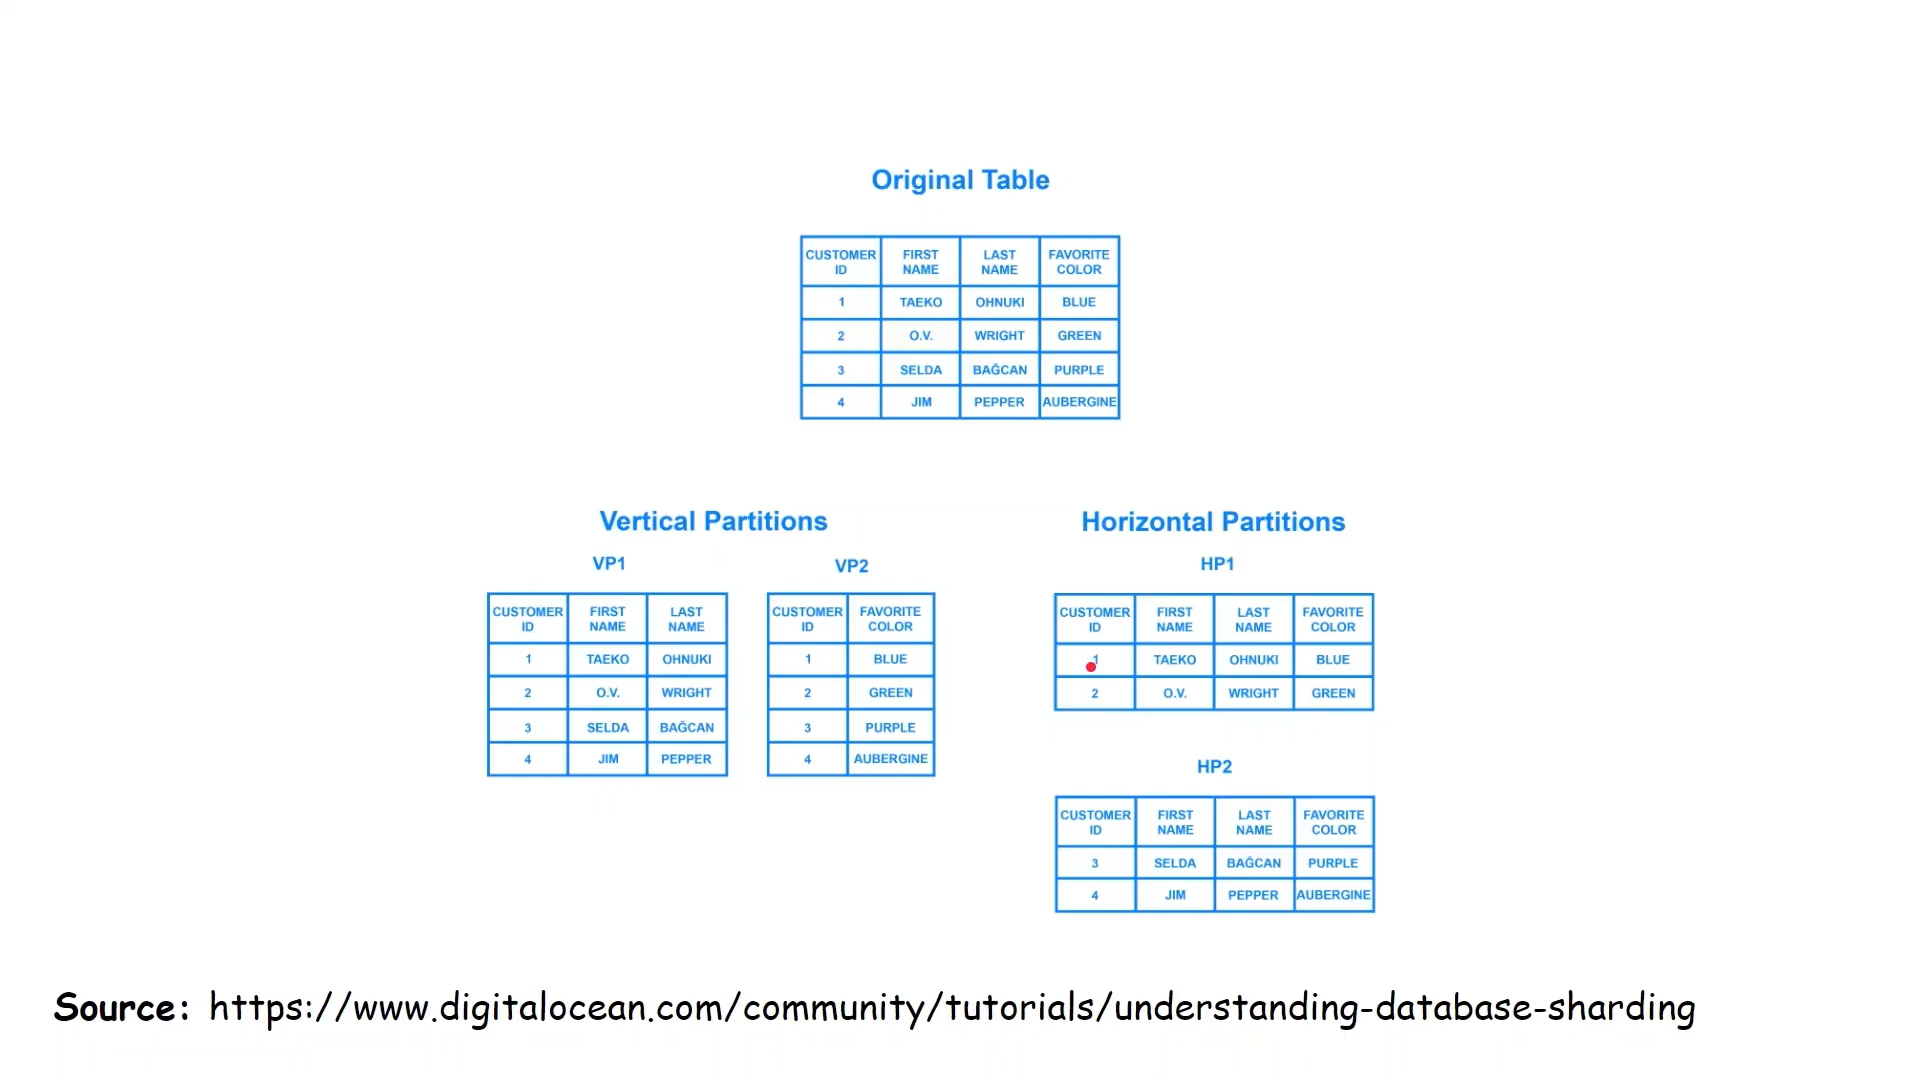 Original Table
CUSTOMER ID FIRST NAME LAST NAME FAVORITE COLOR
1 TAEKO OHNUKI BLUE
2 O.V. WRIGHT GREEN
3 SELDA BAĞCAN PURPLE
4 JIM PEPPER AUBERGINE
Vertical Partitions
VP1
CUSTOMER ID FIRST NAME LAST NAME
1 TAEKO OHNUKI
2 O.V. WRIGHT
3 SELDA BAĞCAN
4 JIM PEPPER
VP2
CUSTOMER ID FAVORITE COLOR
1 BLUE
2 GREEN
3 PURPLE
4 AUBERGINE
Horizontal Partitions
HP1
CUSTOMER ID FIRST NAME LAST NAME FAVORITE COLOR
1 TAEKO OHNUKI BLUE
2 O.V. WRIGHT GREEN
HP2
CUSTOMER ID FIRST NAME LAST NAME FAVORITE COLOR
3 SELDA BAĞCAN PURPLE
4 JIM PEPPER AUBERGINE
Source: https://www.digitalocean.com/community/tutorials/understanding-database-sharding